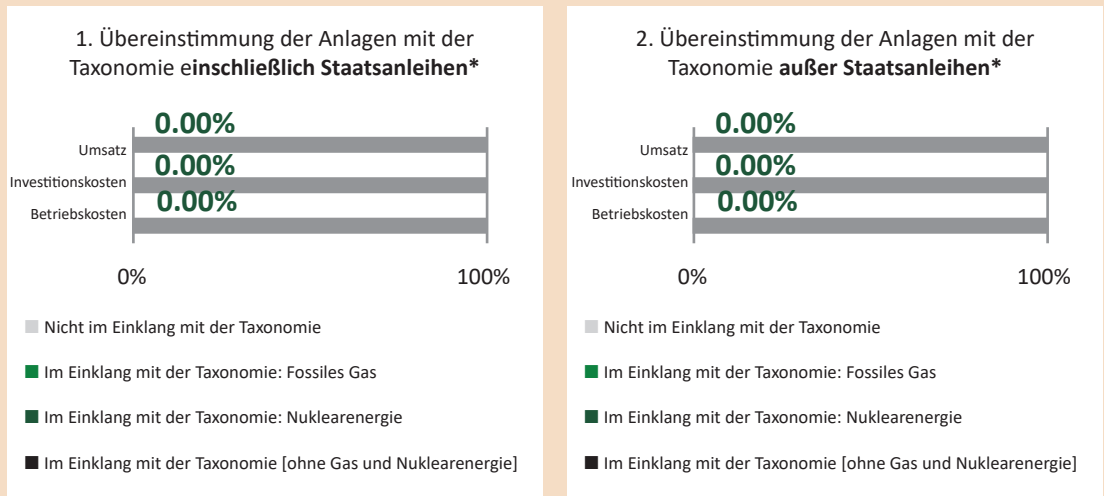 1. Übereinstimmung der Anlagen mit der
Taxonomie einschließlich Staatsanleihen*
0.00%
Umsatz
0.00%
Investitionskosten
0.00%
Betriebskosten
0%
100%
Nicht im Einklang mit der Taxonomie
Im Einklang mit der Taxonomie: Fossiles Gas
Im Einklang mit der Taxonomie: Nuklearenergie
Im Einklang mit der Taxonomie [ohne Gas und Nuklearenergie]
2. Übereinstimmung der Anlagen mit der
Taxonomie außer Staatsanleihen*
0.00%
Umsatz
0.00%
Investitionskosten
0.00%
Betriebskosten
0%
100%
Nicht im Einklang mit der Taxonomie
Im Einklang mit der Taxonomie: Fossiles Gas
Im Einklang mit der Taxonomie: Nuklearenergie
Im Einklang mit der Taxonomie [ohne Gas und Nuklearenergie]